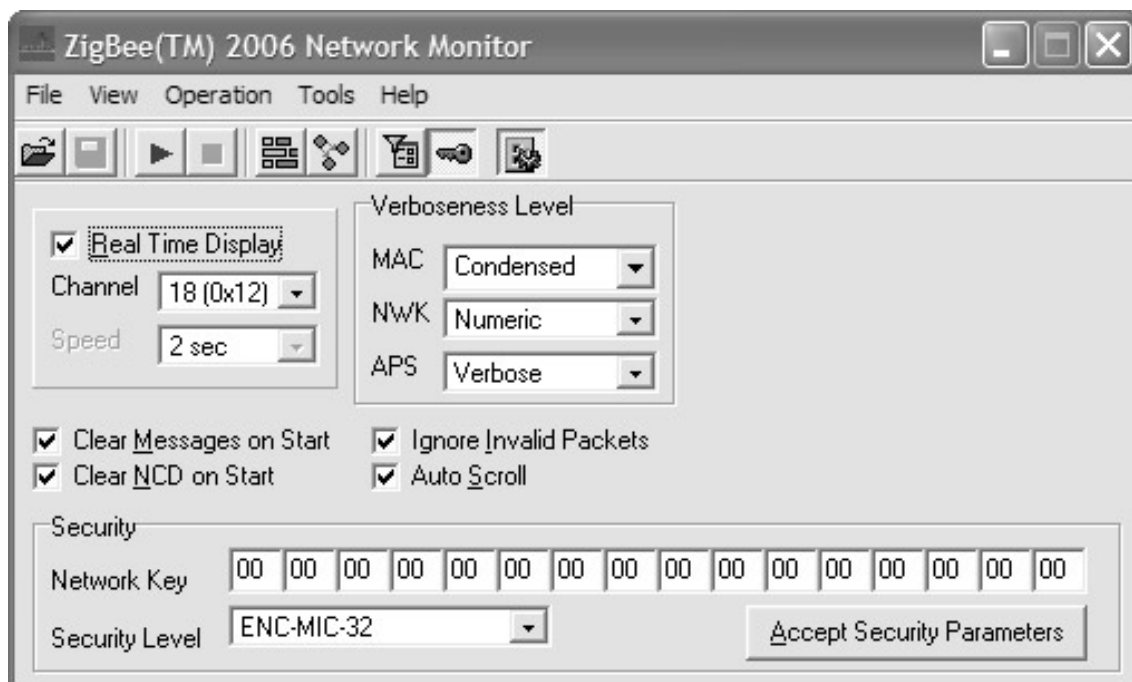 ZigBee(TM) 2006 Network Monitor
File View Operation Tools Help
Verboseness Level
Real Time Display
MAC Condensed
Channel 18 (0x12)
NWK Numeric
Speed 2 sec
APS Verbose
Clear Messages on Start Ignore Invalid Packets
Clear NCD on Start Auto Scroll
Security
Network Key 00 00 00 00 00 00 00 00 00 00 00 00 00 00 00 00
Security Level ENC-MIC-32 Accept Security Parameters